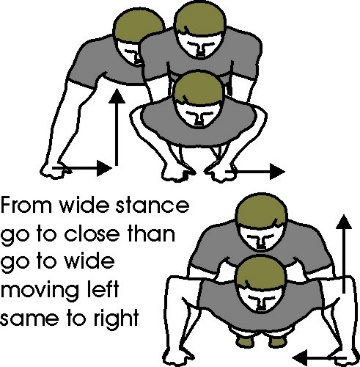 From wide stance
go to close than
go to wide
moving left
same to right